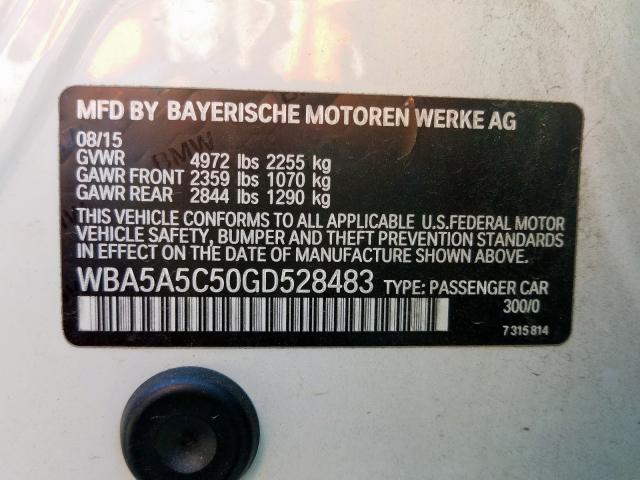 MFD BY BAYERISCHE MOTOREN WERKE AG
08/15
GVWR 4972 lbs 2255 kg
GAWR FRONT 2359 lbs 1070 kg
GAWR REAR 2844 lbs 1290 kg
THIS VEHICLE CONFORMS TO ALL APPLICABLE U.S.FEDERAL MOTOR
VEHICLE SAFETY, BUMPER AND THEFT PREVENTION STANDARDS
IN EFFECT ON THE DATE OF MANUFACTURE SHOWN ABOVE.
WBA5A5C50GD528483 TYPE: PASSENGER CAR
300/0
7 315 814
BMW